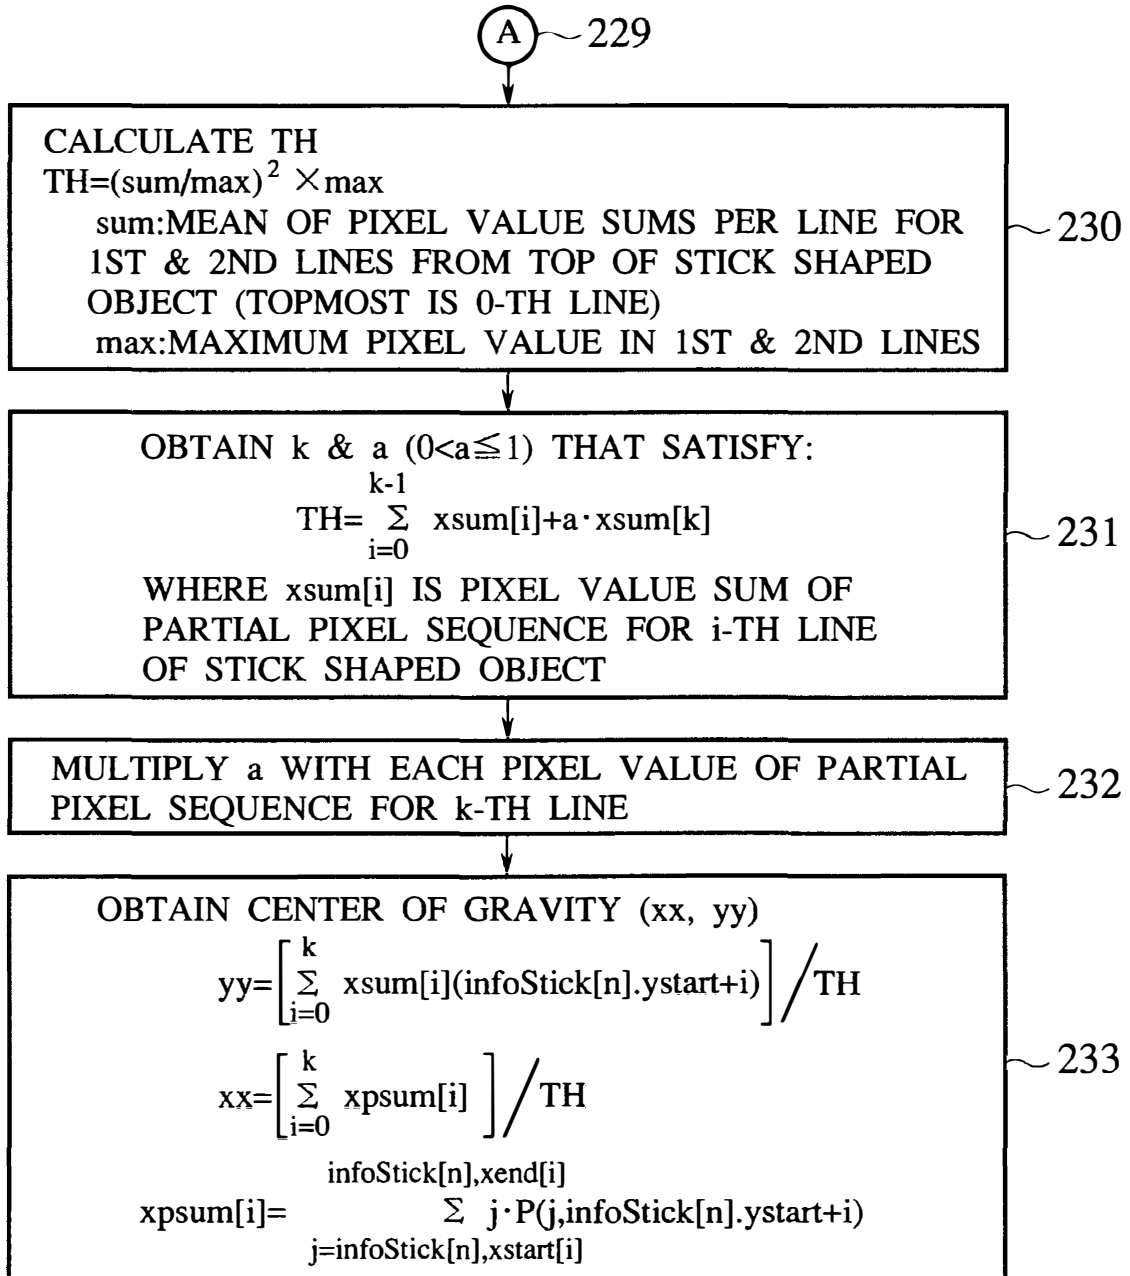 A 229
CALCULATE TH
TH=(sum/max)² ×max
sum:MEAN OF PIXEL VALUE SUMS PER LINE FOR
1ST & 2ND LINES FROM TOP OF STICK SHAPED
OBJECT (TOPMOST IS 0-TH LINE)
max:MAXIMUM PIXEL VALUE IN 1ST & 2ND LINES
230
OBTAIN k & a (0<a≦1) THAT SATISFY:
k-1
TH= Σ xsum[i]+a·xsum[k]
i=0
WHERE xsum[i] IS PIXEL VALUE SUM OF
PARTIAL PIXEL SEQUENCE FOR i-TH LINE
OF STICK SHAPED OBJECT
231
MULTIPLY a WITH EACH PIXEL VALUE OF PARTIAL
PIXEL SEQUENCE FOR k-TH LINE
232
OBTAIN CENTER OF GRAVITY (xx, yy)
k
yy=[Σ xsum[i](infoStick[n].ystart+i)]/TH
i=0
k
xx=[Σ xpsum[i] ]/TH
i=0
infoStick[n],xend[i]
xpsum[i]= Σ j·P(j,infoStick[n].ystart+i)
j=infoStick[n],xstart[i]
233